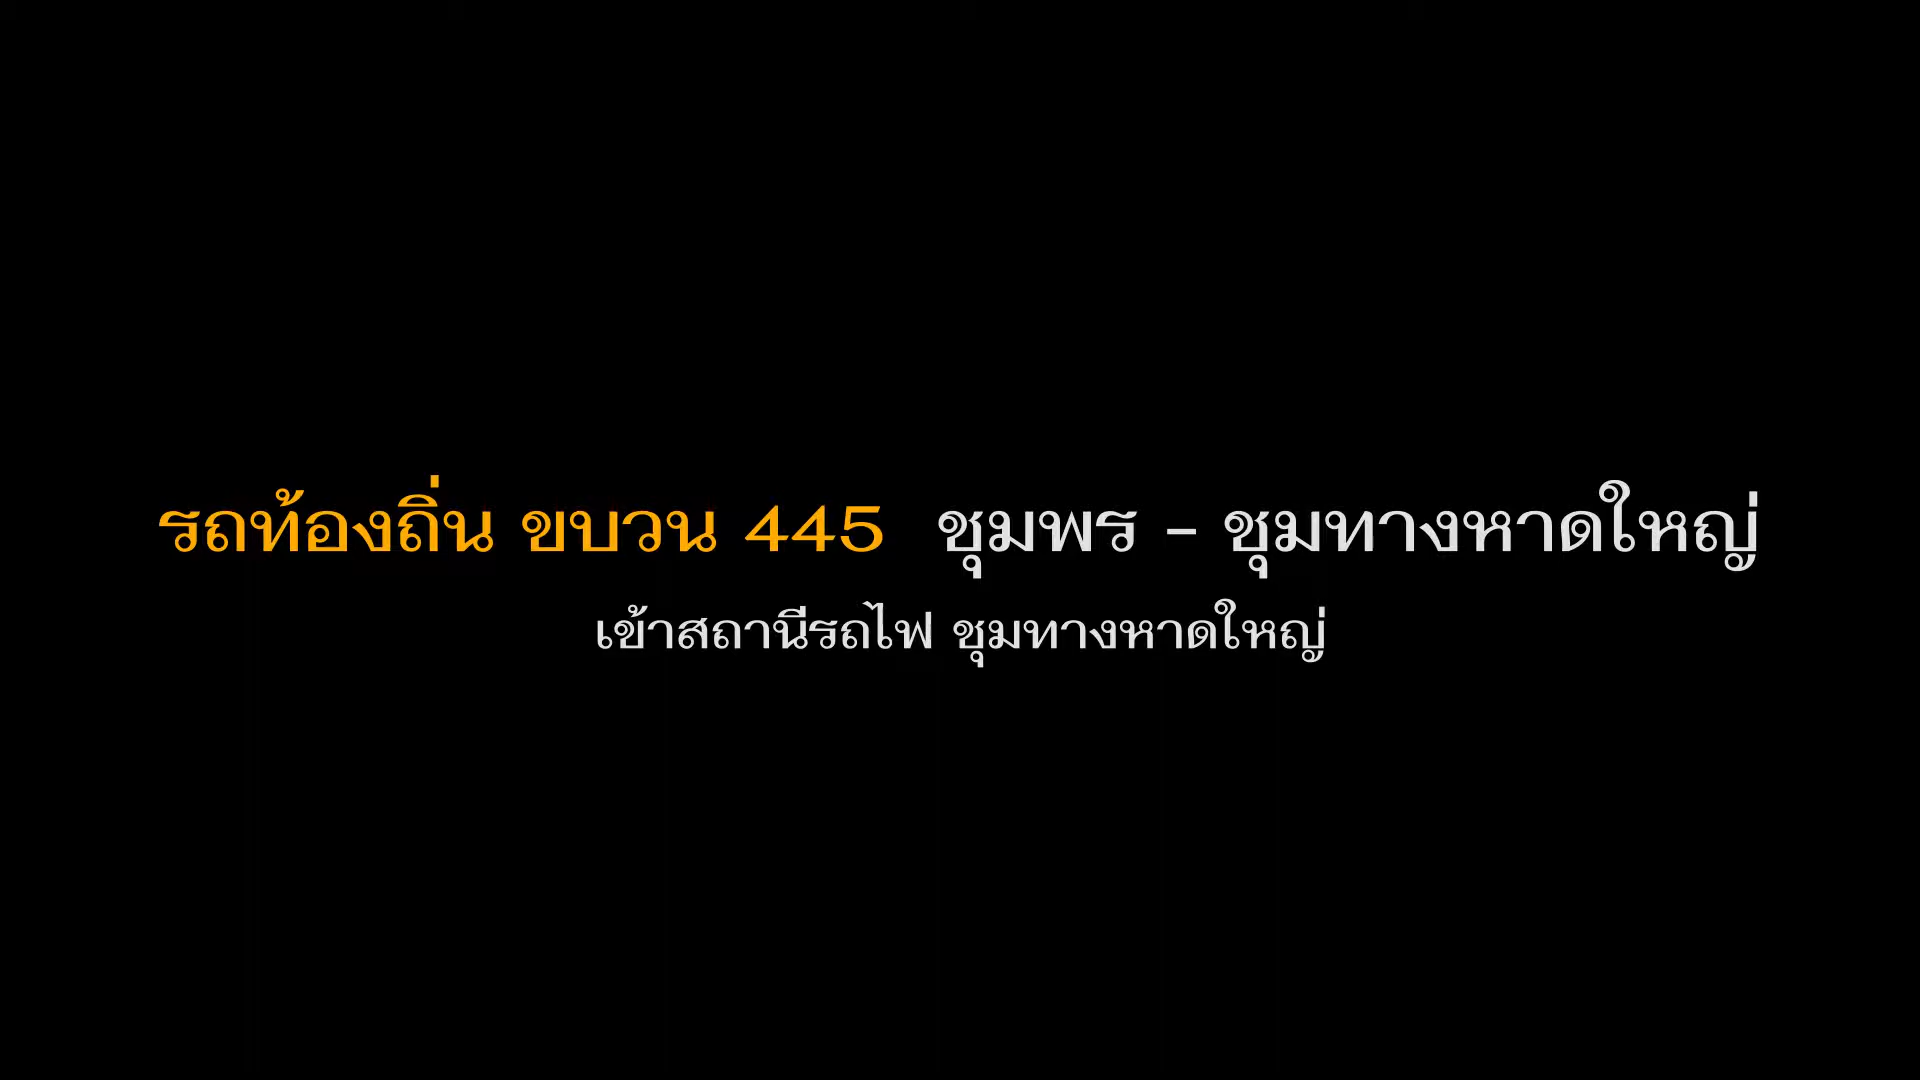 รถท้องถิ่น ขบวน 445 ชุมพร - ชุมทางหาดใหญ่
เข้าสถานีรถไฟ ชุมทางหาดใหญ่